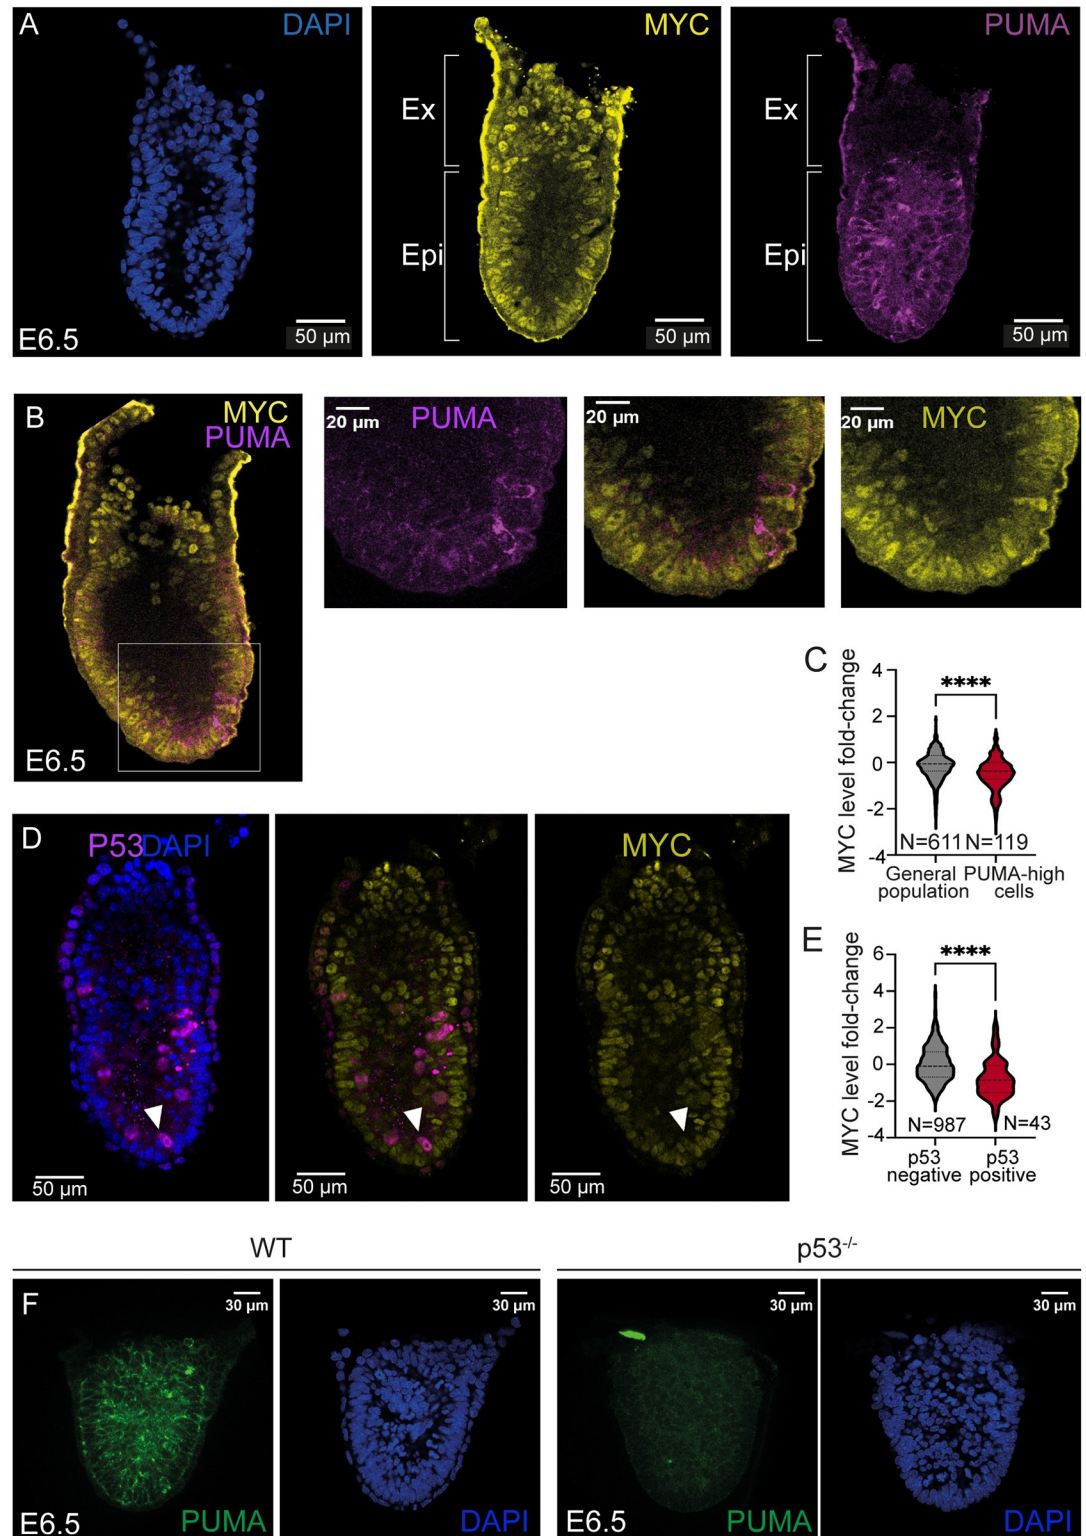 A
DAPI
E6.5
50 µm
MYC
Ex
Epi
50 µm
PUMA
Ex
Epi
50 µm
B
MYC
PUMA
E6.5
20 µm
PUMA
20 µm
20 µm
MYC
C
MYC level fold-change
4
2
0
-2
-4
****
N=611
N=119
General
population
PUMA-high
cells
D
P53DAPI
50 µm
50 µm
MYC
50 µm
E
MYC level fold-change
6
4
2
0
-2
-4
****
N=987
N=43
p53
negative
p53
positive
WT
p53-/-
F
30 µm
E6.5
PUMA
30 µm
DAPI
30 µm
E6.5
PUMA
30 µm
DAPI